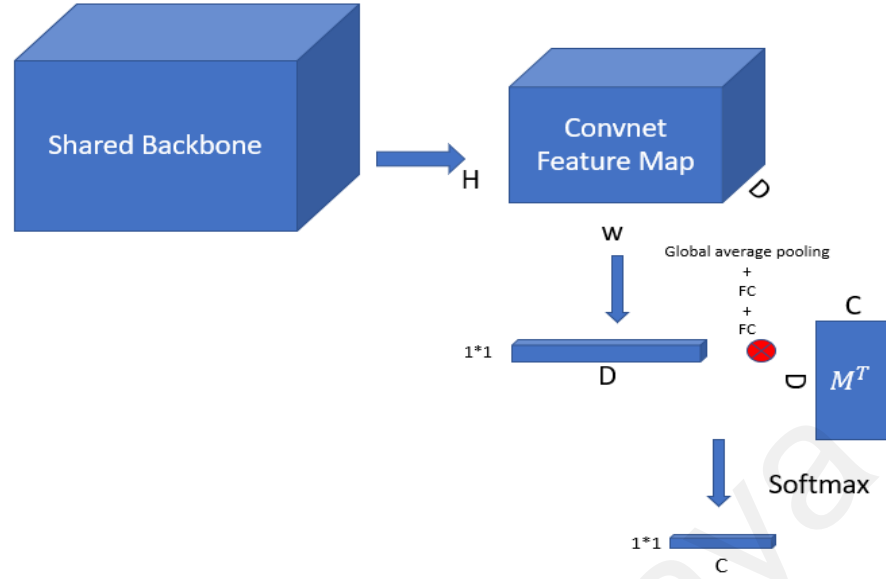 Shared Backbone
Convnet
Feature Map
H
D
W
Global average pooling
+
FC
+
FC
C
1*1
D
D
M^T
Softmax
1*1
C